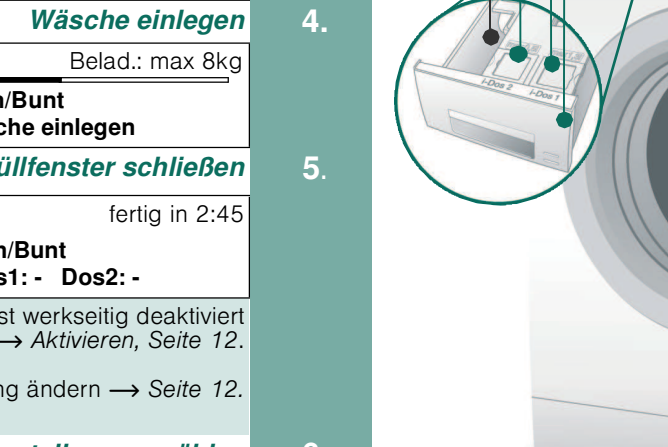 Wäsche einlegen 4.
Belad.: max 8kg
/Bunt
che einlegen
üllfenster schließen 5.
fertig in 2:45
/Bunt
s1: - Dos2: -
st werkseitig deaktiviert
→ Aktivieren, Seite 12.
ng ändern → Seite 12.
i-Dos 2
i-Dos 1